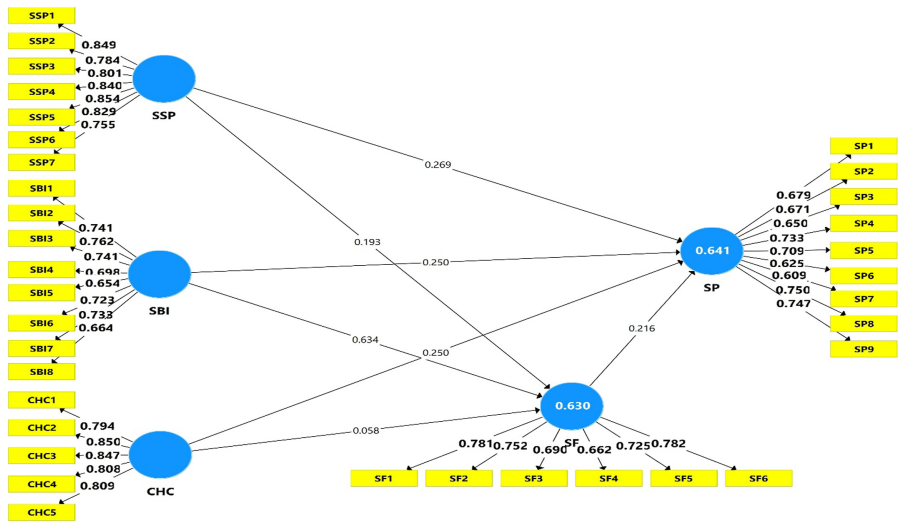 SSP1
SSP2
SSP3
SSP4
SSP5
SSP6
SSP7
0.849
0.784
0.801
0.840
0.854
0.829
0.755
SSP
SBI1
SBI2
SBI3
SBI4
SBI5
SBI6
SBI7
SBI8
0.741
0.762
0.741
0.698
0.654
0.723
0.733
0.664
SBI
CHC1
CHC2
CHC3
CHC4
CHC5
0.794
0.850
0.847
0.808
0.809
CHC
0.269
0.193
0.250
0.634
0.250
0.058
0.216
0.641
SP
0.679
0.671
0.650
0.733
0.709
0.625
0.609
0.750
0.747
SP1
SP2
SP3
SP4
SP5
SP6
SP7
SP8
SP9
0.630
SF
0.781
0.752
0.690
0.662
0.725
0.782
SF1
SF2
SF3
SF4
SF5
SF6